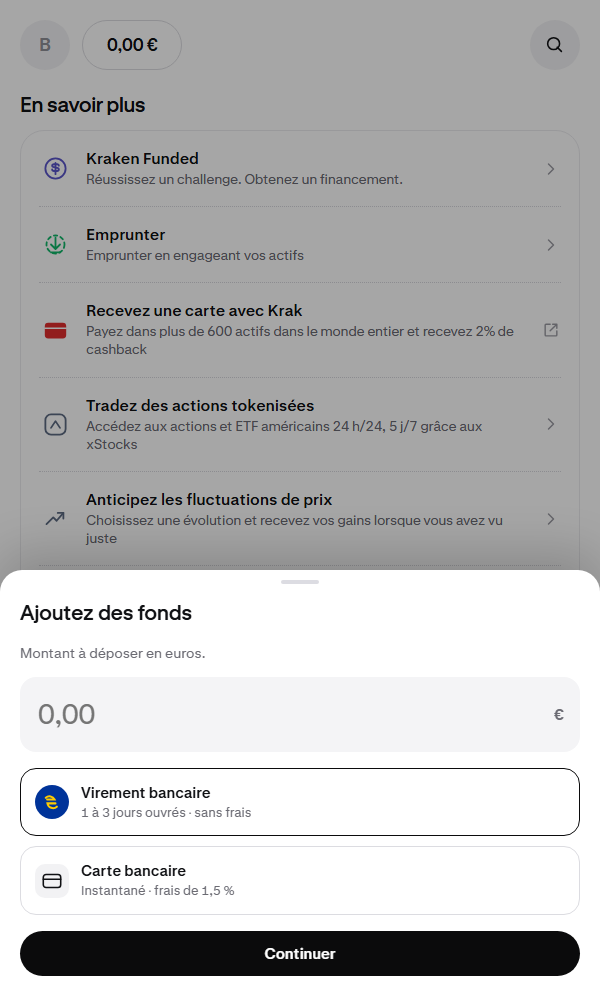 B
0,00 €
En savoir plus
Kraken Funded
Réussissez un challenge. Obtenez un financement.
Emprunter
Emprunter en engageant vos actifs
Recevez une carte avec Krak
Payez dans plus de 600 actifs dans le monde entier et recevez 2% de
cashback
Tradez des actions tokenisées
Accédez aux actions et ETF américains 24 h/24, 5 j/7 grâce aux
xStocks
Anticipez les fluctuations de prix
Choisissez une évolution et recevez vos gains lorsque vous avez vu
juste
Ajoutez des fonds
Montant à déposer en euros.
0,00 €
Virement bancaire
1 à 3 jours ouvrés · sans frais
Carte bancaire
Instantané · frais de 1,5 %
Continuer